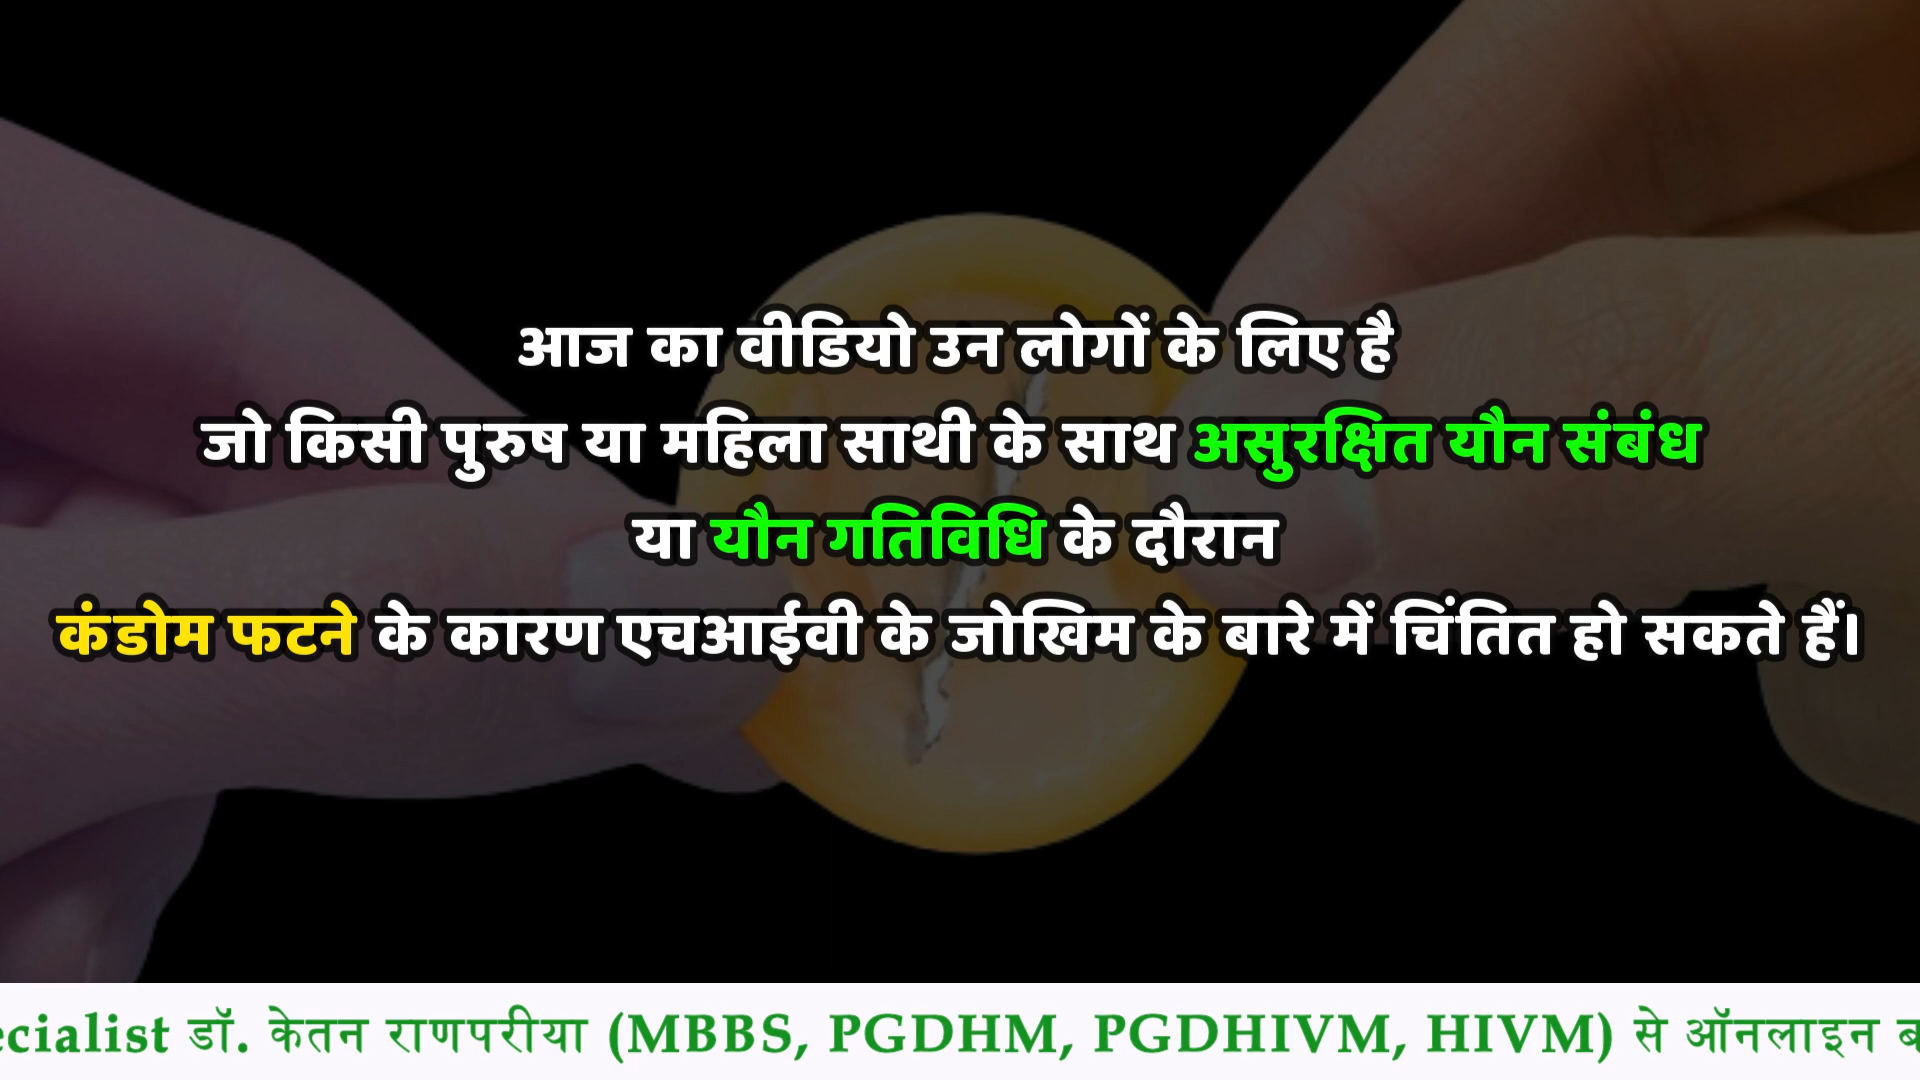 आज का वीडियो उन लोगों के लिए है
जो किसी पुरुष या महिला साथी के साथ असुरक्षित यौन संबंध
या यौन गतिविधि के दौरान
कंडोम फटने के कारण एचआईवी के जोखिम के बारे में चिंतित हो सकते हैं।
ecialist डॉ. केतन राणपरीया (MBBS, PGDHM, PGDHIVM, HIVM) से ऑनलाइन